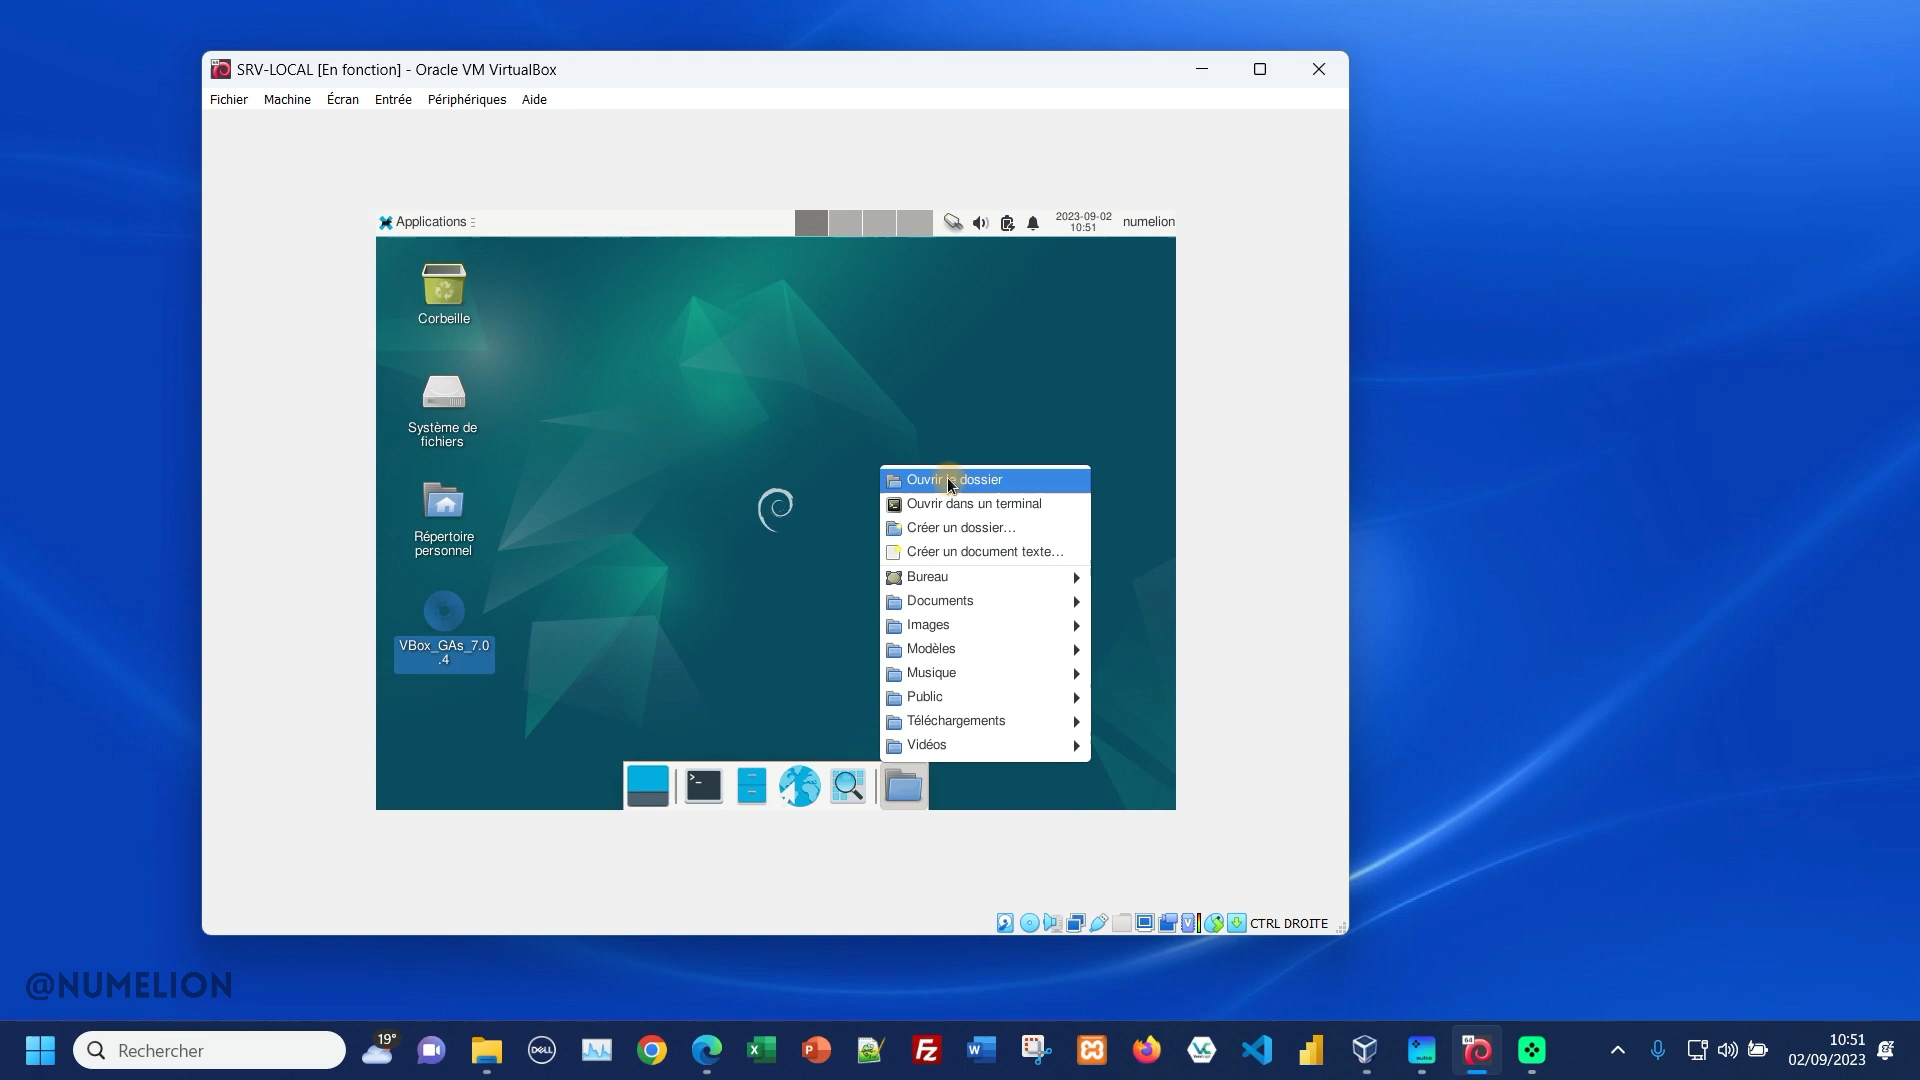 SRV-LOCAL [En fonction] - Oracle VM VirtualBox
Fichier Machine Écran Entrée Périphériques Aide
Applications
2023-09-02
10:51
numelion
Corbeille
Système de
fichiers
Répertoire
personnel
VBox_GAs_7.0
.4
Ouvrir le dossier
Ouvrir dans un terminal
Créer un dossier...
Créer un document texte...
Bureau
Documents
Images
Modèles
Musique
Public
Téléchargements
Vidéos
CTRL DROITE
@NUMELION
Rechercher
19°
10:51
02/09/2023